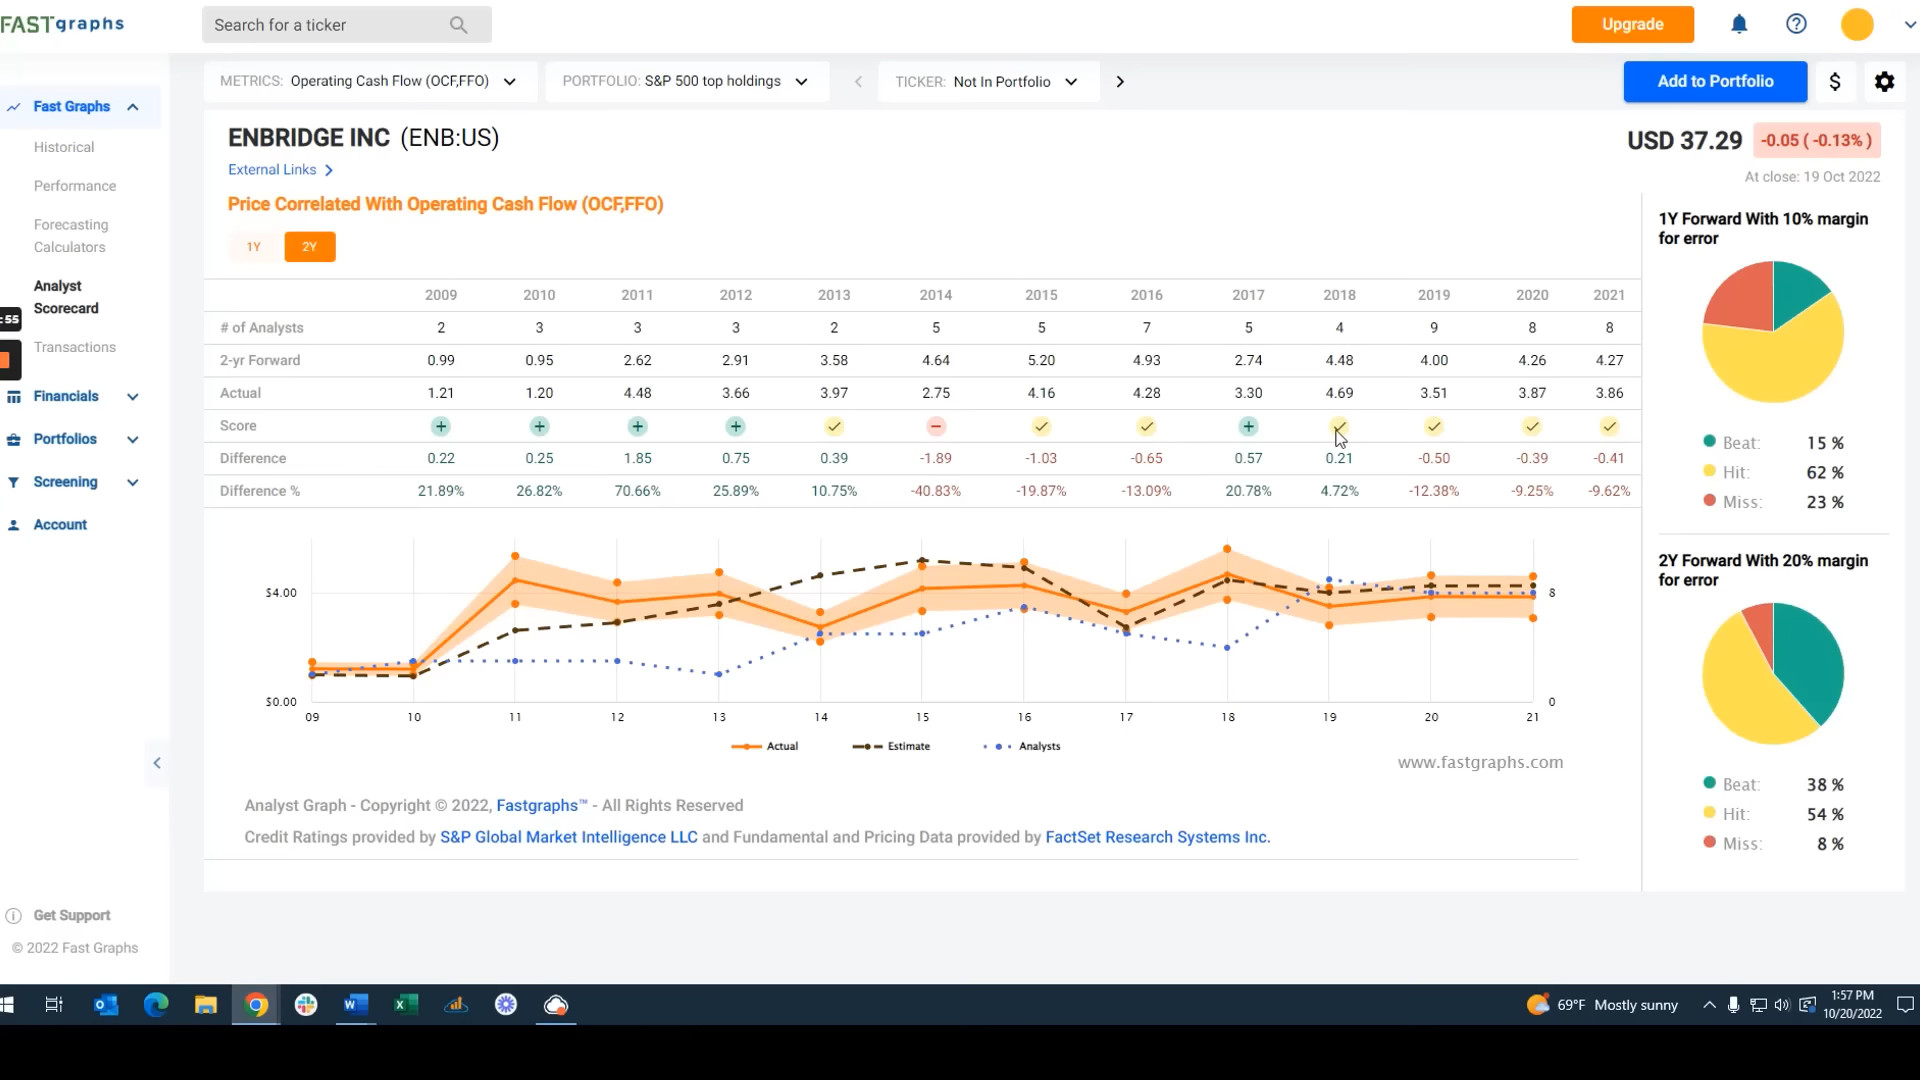 FASTgraphs
Search for a ticker
Upgrade
METRICS: Operating Cash Flow (OCF,FFO)
PORTFOLIO: S&P 500 top holdings
TICKER: Not In Portfolio
Add to Portfolio
$
Fast Graphs
Historical
Performance
Forecasting
Calculators
Analyst
Scorecard
:55
Transactions
Financials
Portfolios
Screening
Account
Get Support
© 2022 Fast Graphs
ENBRIDGE INC (ENB:US)
USD 37.29 -0.05 ( -0.13% )
External Links
At close: 19 Oct 2022
Price Correlated With Operating Cash Flow (OCF,FFO)
1Y 2Y
2009 2010 2011 2012 2013 2014 2015 2016 2017 2018 2019 2020 2021
# of Analysts 2 3 3 3 2 5 5 7 5 4 9 8 8
2-yr Forward 0.99 0.95 2.62 2.91 3.58 4.64 5.20 4.93 2.74 4.48 4.00 4.26 4.27
Actual 1.21 1.20 4.48 3.66 3.97 2.75 4.16 4.28 3.30 4.69 3.51 3.87 3.86
Score
Difference 0.22 0.25 1.85 0.75 0.39 -1.89 -1.03 -0.65 0.57 0.21 -0.50 -0.39 -0.41
Difference % 21.89% 26.82% 70.66% 25.89% 10.75% -40.83% -19.87% -13.09% 20.78% 4.72% -12.38% -9.25% -9.62%
$4.00 8
$0.00 0
09 10 11 12 13 14 15 16 17 18 19 20 21
Actual Estimate Analysts
www.fastgraphs.com
Analyst Graph - Copyright © 2022, Fastgraphs™ - All Rights Reserved
Credit Ratings provided by S&P Global Market Intelligence LLC and Fundamental and Pricing Data provided by FactSet Research Systems Inc.
1Y Forward With 10% margin
for error
Beat: 15 %
Hit: 62 %
Miss: 23 %
2Y Forward With 20% margin
for error
Beat: 38 %
Hit: 54 %
Miss: 8 %
69°F Mostly sunny
1:57 PM
10/20/2022